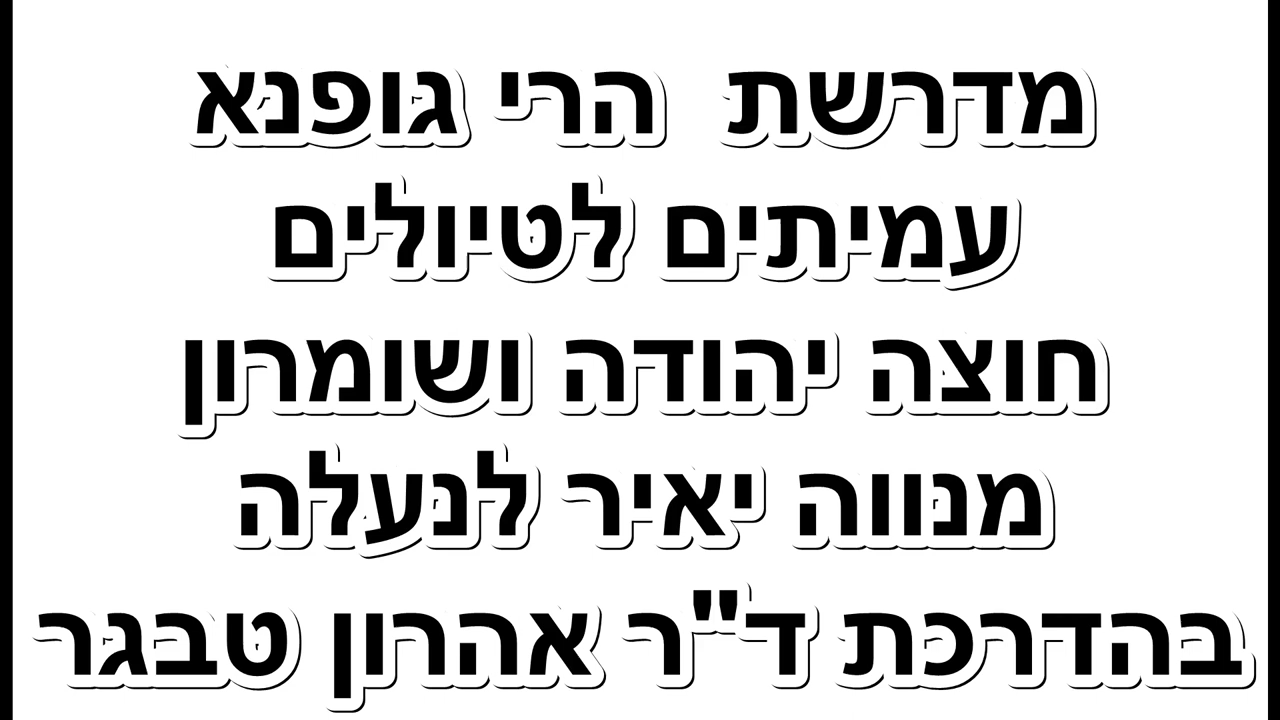 מדרשת הרי גופנא
עמיתים לטיולים
חוצה יהודה ושומרון
מנווה יאיר לנעלה
בהדרכת ד"ר אהרון טבגר